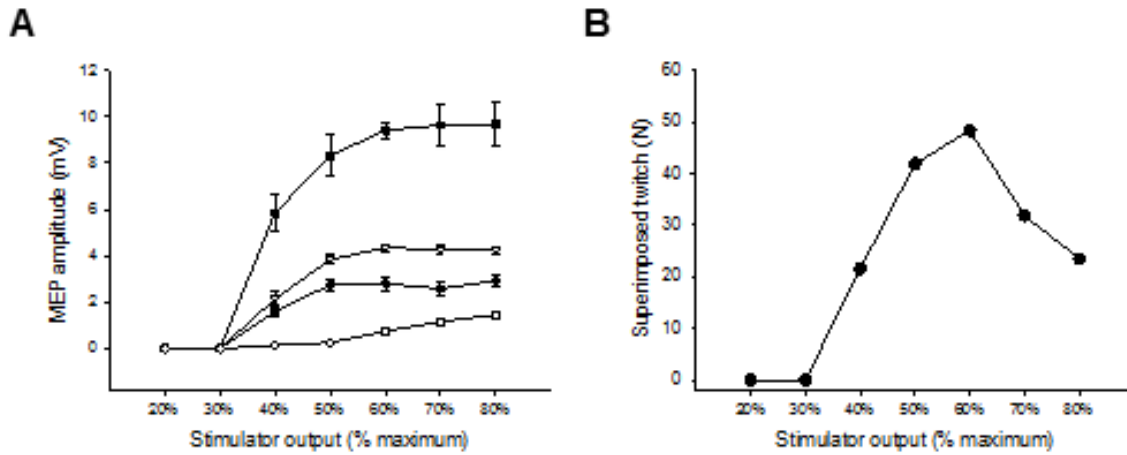 A
MEP amplitude (mV)
12
10
8
6
4
2
0
20% 30% 40% 50% 60% 70% 80%
Stimulator output (% maximum)
B
Superimposed twitch (N)
60
50
40
30
20
10
0
20% 30% 40% 50% 60% 70% 80%
Stimulator output (% maximum)